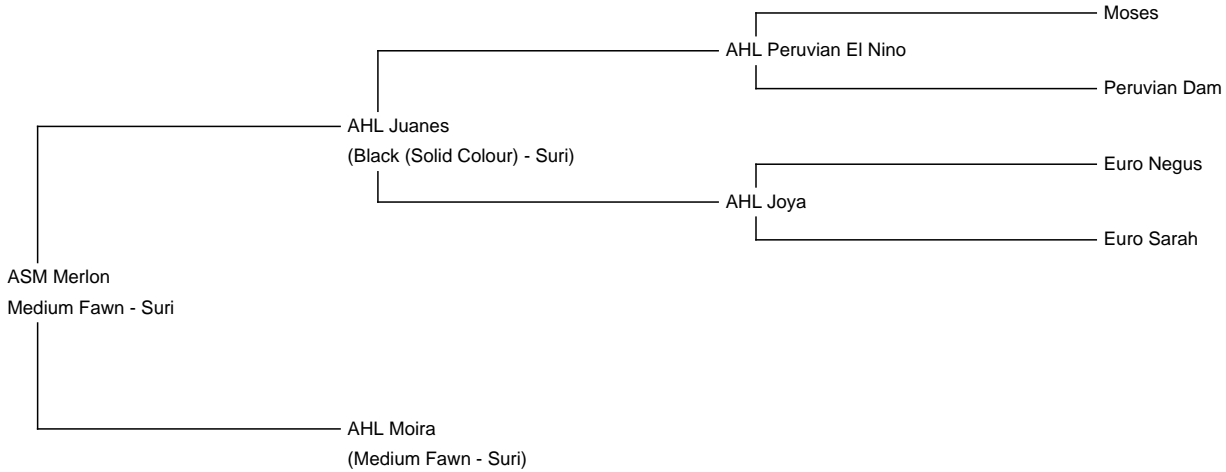 Moses
AHL Peruvian El Nino
Peruvian Dam
AHL Juanes
(Black (Solid Colour) - Suri)
Euro Negus
AHL Joya
Euro Sarah
ASM Merlon
Medium Fawn - Suri
AHL Moira
(Medium Fawn - Suri)